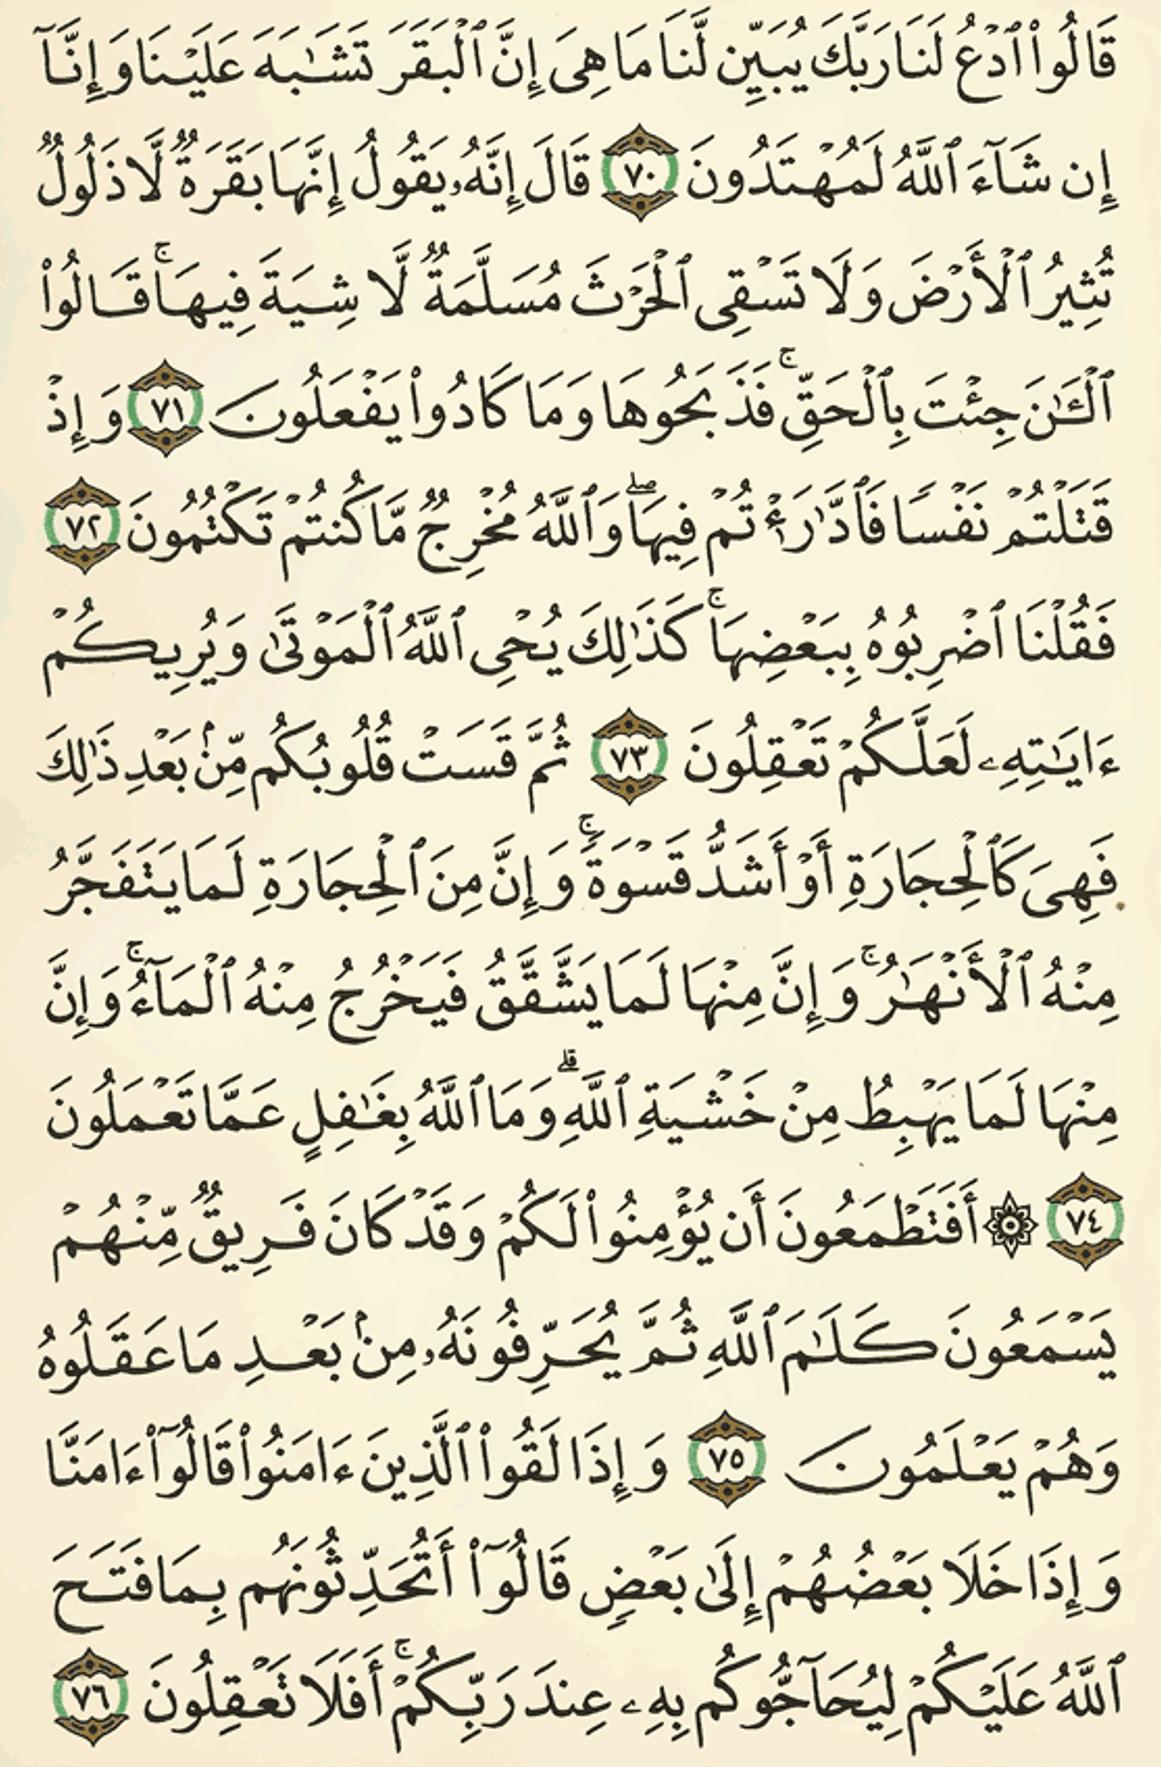 قَالُوا۟ ٱدْعُ لَنَا رَبَّكَ يُبَيِّن لَّنَا مَا هِىَ إِنَّ ٱلْبَقَرَ تَشَـٰبَهَ عَلَيْنَا وَإِنَّآ
إِن شَآءَ ٱللَّهُ لَمُهْتَدُونَ ٧٠ قَالَ إِنَّهُۥ يَقُولُ إِنَّهَا بَقَرَةٌ لَّا ذَلُولٌ
تُثِيرُ ٱلْأَرْضَ وَلَا تَسْقِى ٱلْحَرْثَ مُسَلَّمَةٌ لَّا شِيَةَ فِيهَا ۚ قَالُوا۟
ٱلْـَٔـٰنَ جِئْتَ بِٱلْحَقِّ ۚ فَذَبَحُوهَا وَمَا كَادُوا۟ يَفْعَلُونَ ٧١ وَإِذْ
قَتَلْتُمْ نَفْسًا فَٱدَّٰرَْٰٔتُمْ فِيهَا ۖ وَٱللَّهُ مُخْرِجٌ مَّا كُنتُمْ تَكْتُمُونَ ٧٢
فَقُلْنَا ٱضْرِبُوهُ بِبَعْضِهَا ۚ كَذَٰلِكَ يُحْىِ ٱللَّهُ ٱلْمَوْتَىٰ وَيُرِيكُمْ
ءَايَـٰتِهِۦ لَعَلَّكُمْ تَعْقِلُونَ ٧٣ ثُمَّ قَسَتْ قُلُوبُكُم مِّنۢ بَعْدِ ذَٰلِكَ
فَهِىَ كَٱلْحِجَارَةِ أَوْ أَشَدُّ قَسْوَةً ۚ وَإِنَّ مِنَ ٱلْحِجَارَةِ لَمَا يَتَفَجَّرُ
مِنْهُ ٱلْأَنْهَـٰرُ ۚ وَإِنَّ مِنْهَا لَمَا يَشَّقَّقُ فَيَخْرُجُ مِنْهُ ٱلْمَآءُ ۚ وَإِنَّ
مِنْهَا لَمَا يَهْبِطُ مِنْ خَشْيَةِ ٱللَّهِ ۗ وَمَا ٱللَّهُ بِغَـٰفِلٍ عَمَّا تَعْمَلُونَ
٧٤ ۞ أَفَتَطْمَعُونَ أَن يُؤْمِنُوا۟ لَكُمْ وَقَدْ كَانَ فَرِيقٌ مِّنْهُمْ
يَسْمَعُونَ كَلَـٰمَ ٱللَّهِ ثُمَّ يُحَرِّفُونَهُۥ مِنۢ بَعْدِ مَا عَقَلُوهُ
وَهُمْ يَعْلَمُونَ ٧٥ وَإِذَا لَقُوا۟ ٱلَّذِينَ ءَامَنُوا۟ قَالُوٓا۟ ءَامَنَّا
وَإِذَا خَلَا بَعْضُهُمْ إِلَىٰ بَعْضٍ قَالُوٓا۟ أَتُحَدِّثُونَهُم بِمَا فَتَحَ
ٱللَّهُ عَلَيْكُمْ لِيُحَآجُّوكُم بِهِۦ عِندَ رَبِّكُمْ ۚ أَفَلَا تَعْقِلُونَ ٧٦